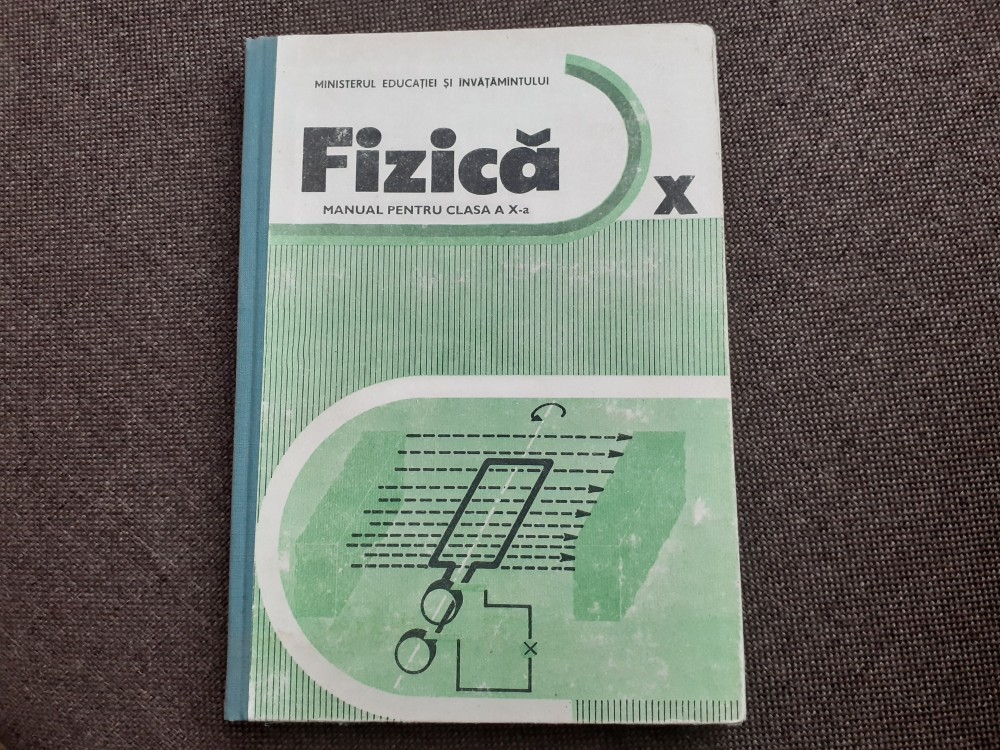 MINISTERUL EDUCAȚIEI ȘI ÎNVĂȚĂMÎNTULUI
Fizică
X
MANUAL PENTRU CLASA A X-a